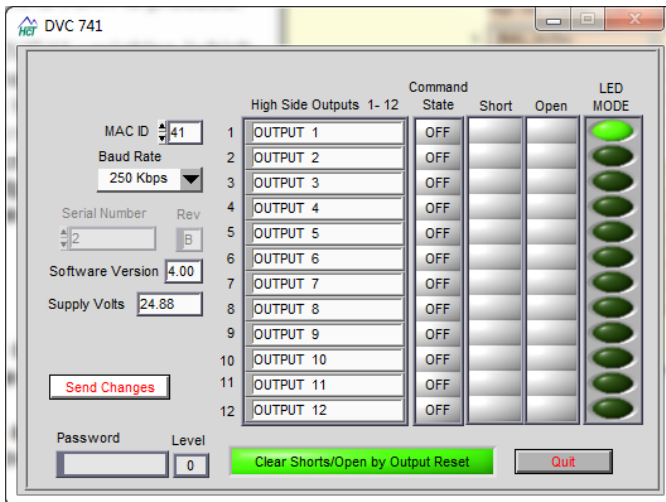 HCT DVC 741
Command
LED
High Side Outputs 1- 12 State Short Open MODE
MAC ID 41
Baud Rate
250 Kbps
Serial Number Rev
2 B
Software Version 4.00
Supply Volts 24.88
1 OUTPUT 1 OFF
2 OUTPUT 2 OFF
3 OUTPUT 3 OFF
4 OUTPUT 4 OFF
5 OUTPUT 5 OFF
6 OUTPUT 6 OFF
7 OUTPUT 7 OFF
8 OUTPUT 8 OFF
9 OUTPUT 9 OFF
10 OUTPUT 10 OFF
11 OUTPUT 11 OFF
12 OUTPUT 12 OFF
Send Changes
Password Level
0
Clear Shorts/Open by Output Reset
Quit